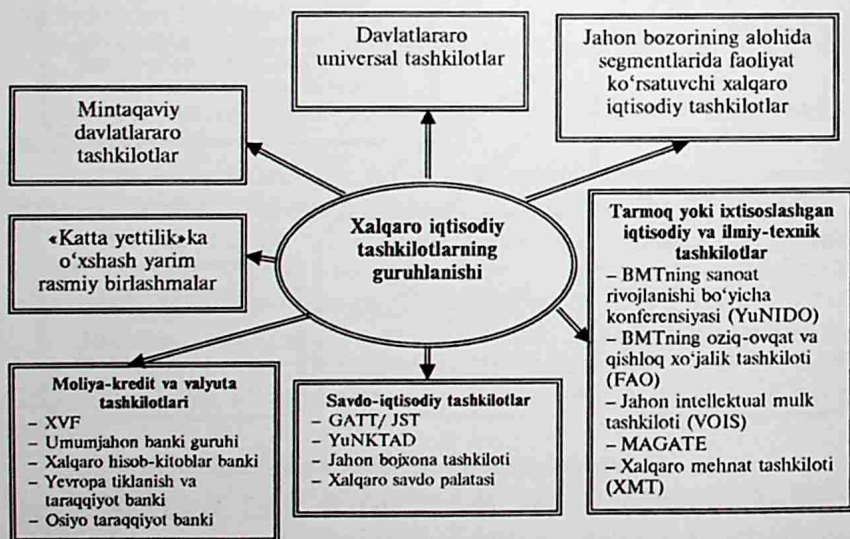 Davlatlararo
universal tashkilotlar
Jahon bozorining alohida
segmentlarida faoliyat
ko‘rsatuvchi xalqaro
iqtisodiy tashkilotlar
Mintaqaviy
davlatlararo
tashkilotlar
«Katta yettilik»ka
o‘xshash yarim
rasmiy birlashmalar
Xalqaro iqtisodiy
tashkilotlarning
guruhlanishi
Tarmoq yoki ixtisoslashgan
iqtisodiy va ilmiy-texnik
tashkilotlar
– BMTning sanoat
rivojlanishi bo‘yicha
konferensiyasi (YuNIDO)
– BMTning oziq-ovqat va
qishloq xo‘jalik tashkiloti
(FAO)
– Jahon intellektual mulk
tashkiloti (VOIS)
– MAGATE
– Xalqaro mehnat tashkiloti
(XMT)
Moliya-kredit va valyuta
tashkilotlari
– XVF
– Umumjahon banki guruhi
– Xalqaro hisob-kitoblar banki
– Yevropa tiklanish va
taraqqiyot banki
– Osiyo taraqqiyot banki
Savdo-iqtisodiy tashkilotlar
– GATT/ JST
– YuNKTAD
– Jahon bojxona tashkiloti
– Xalqaro savdo palatasi